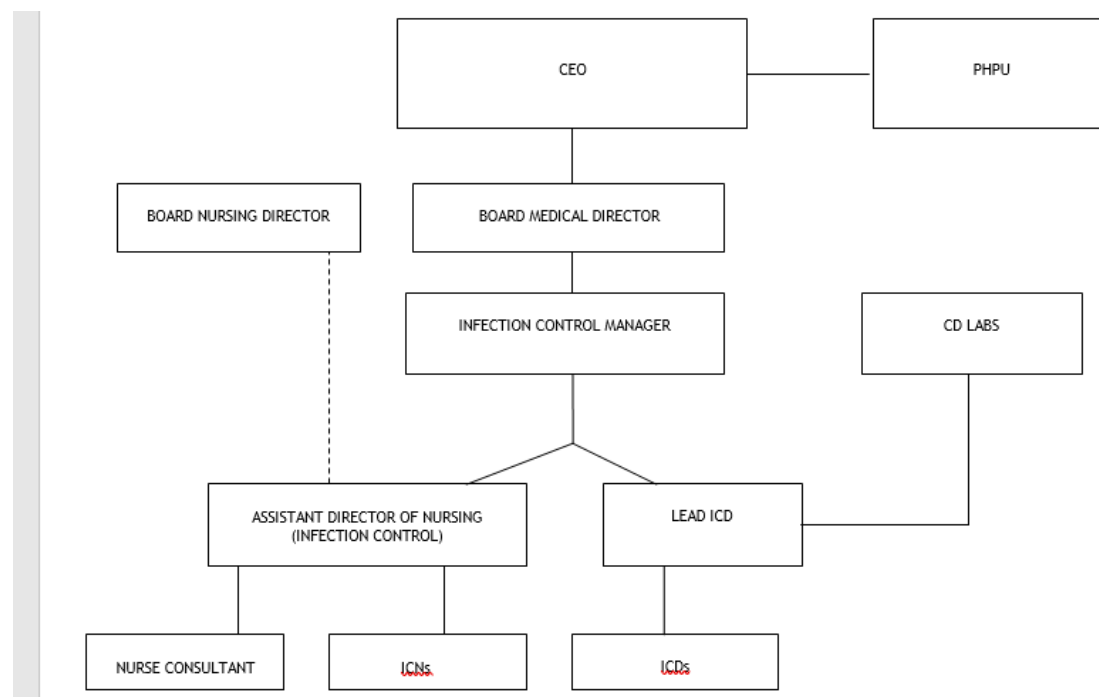 CEO
PHPU
BOARD NURSING DIRECTOR
BOARD MEDICAL DIRECTOR
INFECTION CONTROL MANAGER
CD LABS
ASSISTANT DIRECTOR OF NURSING
(INFECTION CONTROL)
LEAD ICD
NURSE CONSULTANT
ICNs
ICDs